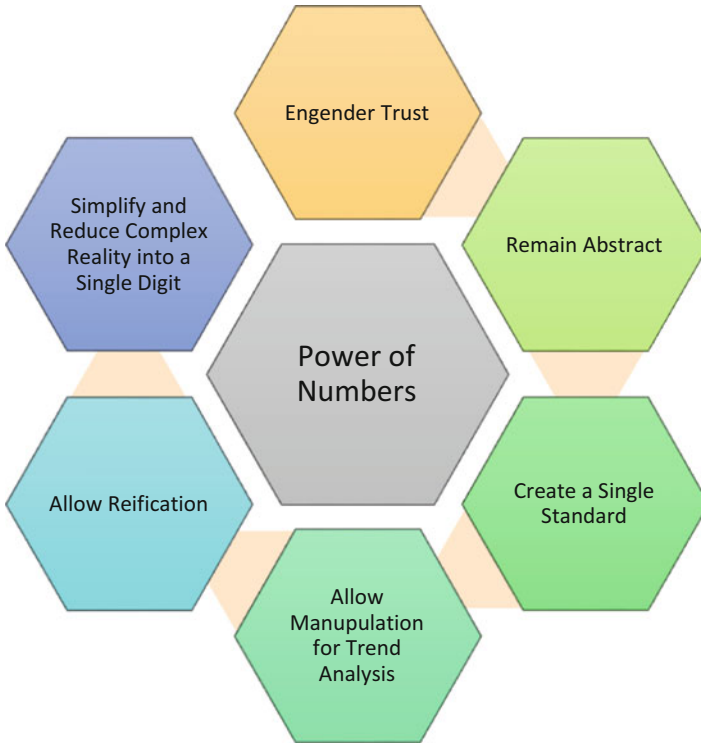 Engender Trust
Simplify and
Reduce Complex
Reality into a
Single Digit
Remain Abstract
Power of
Numbers
Allow Reification
Create a Single
Standard
Allow
Manupulation
for Trend
Analysis